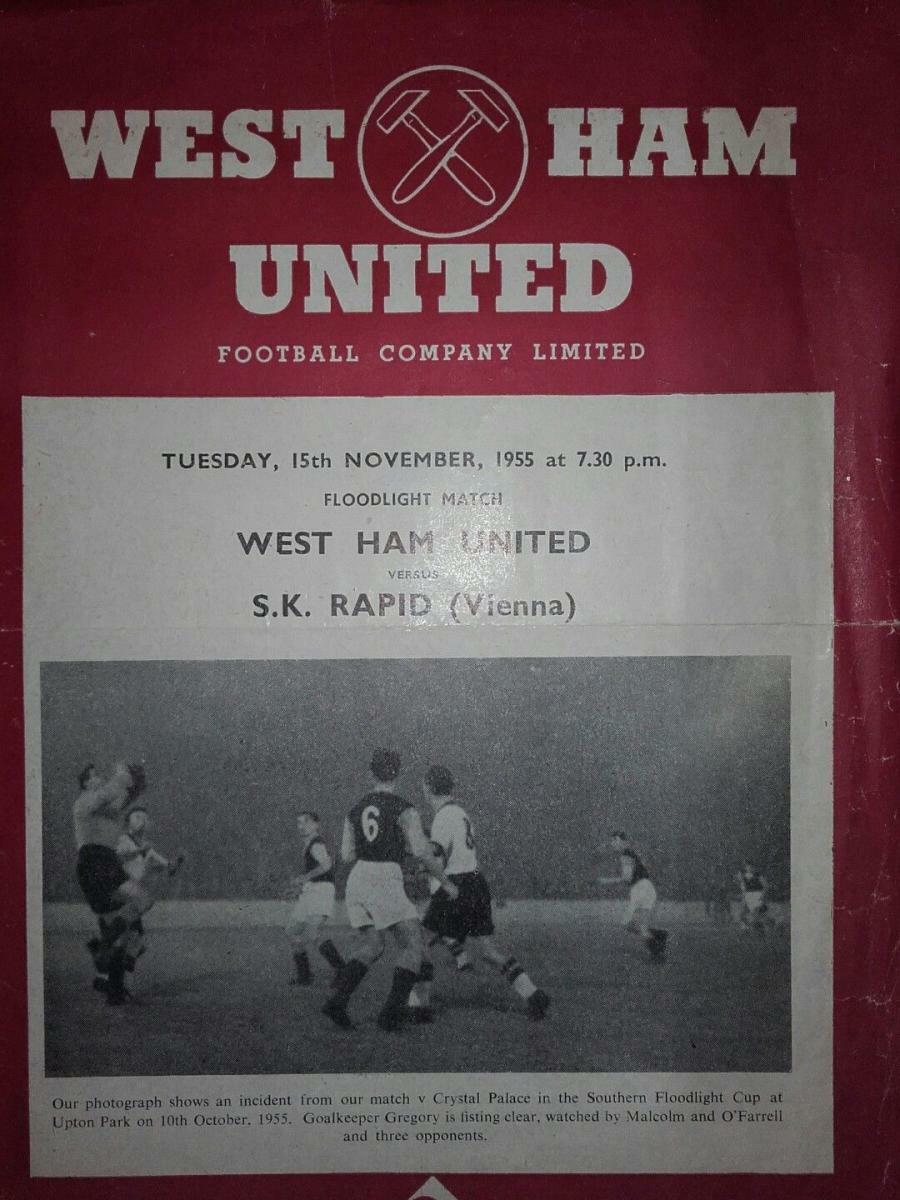 WEST HAM
UNITED
FOOTBALL COMPANY LIMITED
TUESDAY, 15th NOVEMBER, 1955 at 7.30 p.m.
FLOODLIGHT MATCH
WEST HAM UNITED
VERSUS
S.K. RAPID (Vienna)
6
Our photograph shows an incident from our match v Crystal Palace in the Southern Floodlight Cup at
Upton Park on 10th October, 1955. Goalkeeper Gregory is fisting clear, watched by Malcolm and O'Farrell
and three opponents.